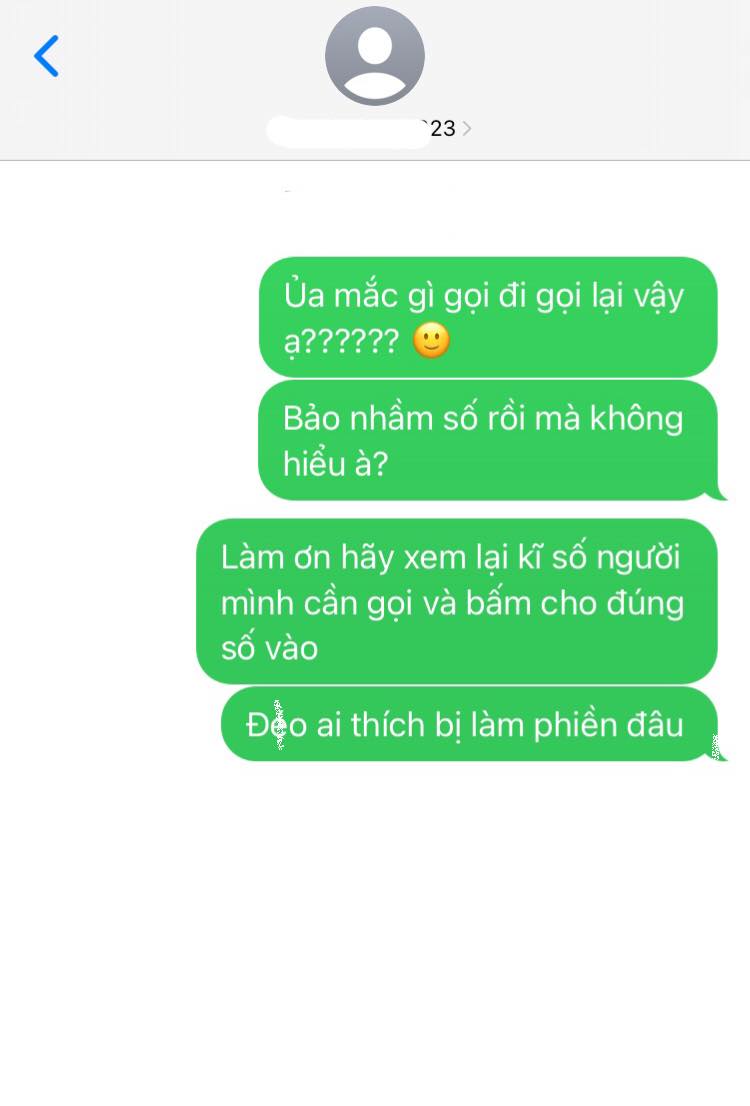 23
Ủa mắc gì gọi đi gọi lại vậy
ạ?????? 🙂
Bảo nhầm số rồi mà không
hiểu à?
Làm ơn hãy xem lại kĩ số người
mình cần gọi và bấm cho đúng
số vào
Đéo ai thích bị làm phiền đâu